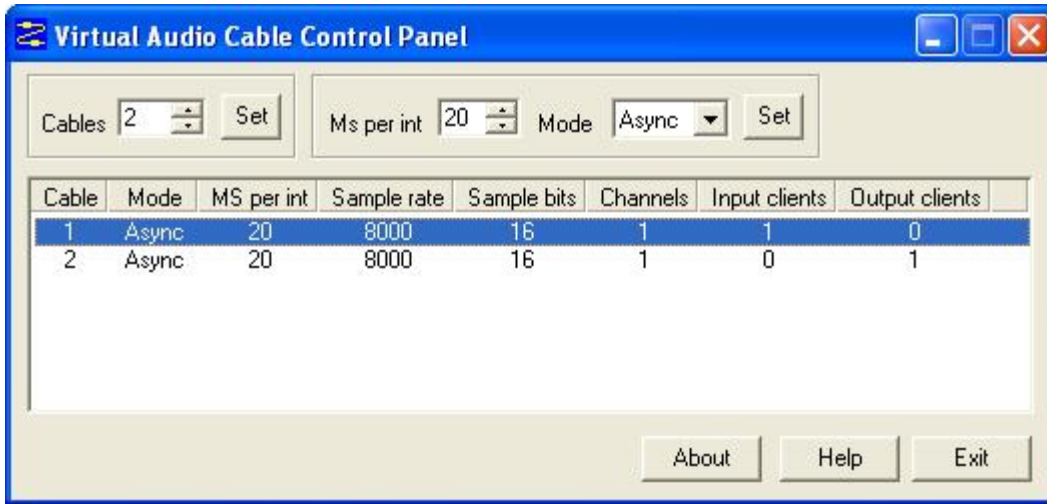 Virtual Audio Cable Control Panel
Cables 2 Set Ms per int 20 Mode Async Set
Cable Mode MS per int Sample rate Sample bits Channels Input clients Output clients
1 Async 20 8000 16 1 1 0
2 Async 20 8000 16 1 0 1
About Help Exit